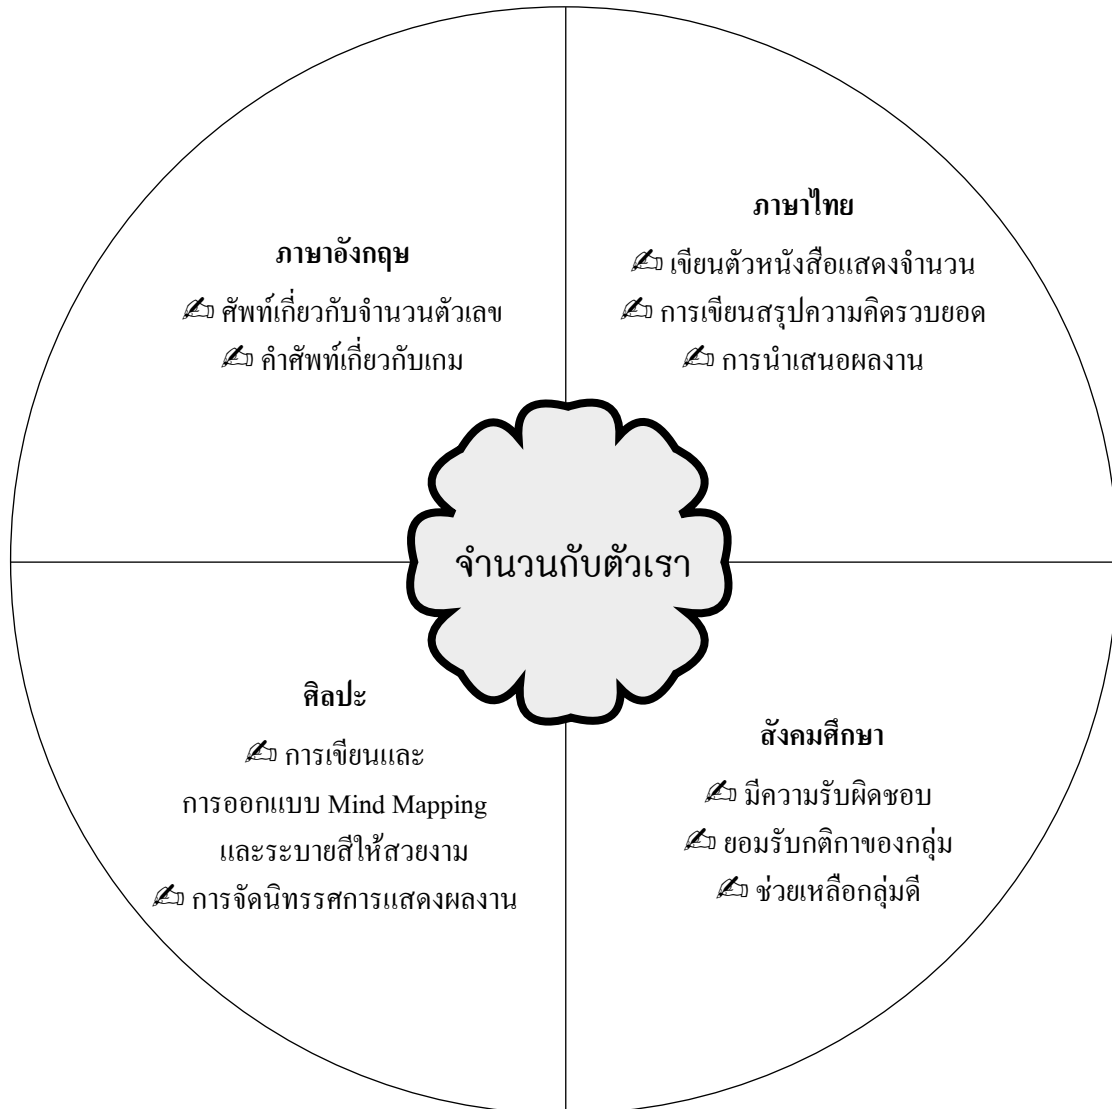 ภาษาอังกฤษ
✍ ศัพท์เกี่ยวกับจำนวนตัวเลข
✍ คำศัพท์เกี่ยวกับเกม
ภาษาไทย
✍ เขียนตัวหนังสือแสดงจำนวน
✍ การเขียนสรุปความคิดรวบยอด
✍ การนำเสนอผลงาน
จำนวนกับตัวเรา
ศิลปะ
✍ การเขียนและ
การออกแบบ Mind Mapping
และระบายสีให้สวยงาม
✍ การจัดนิทรรศการแสดงผลงาน
สังคมศึกษา
✍ มีความรับผิดชอบ
✍ ยอมรับกติกาของกลุ่ม
✍ ช่วยเหลือกลุ่มดี